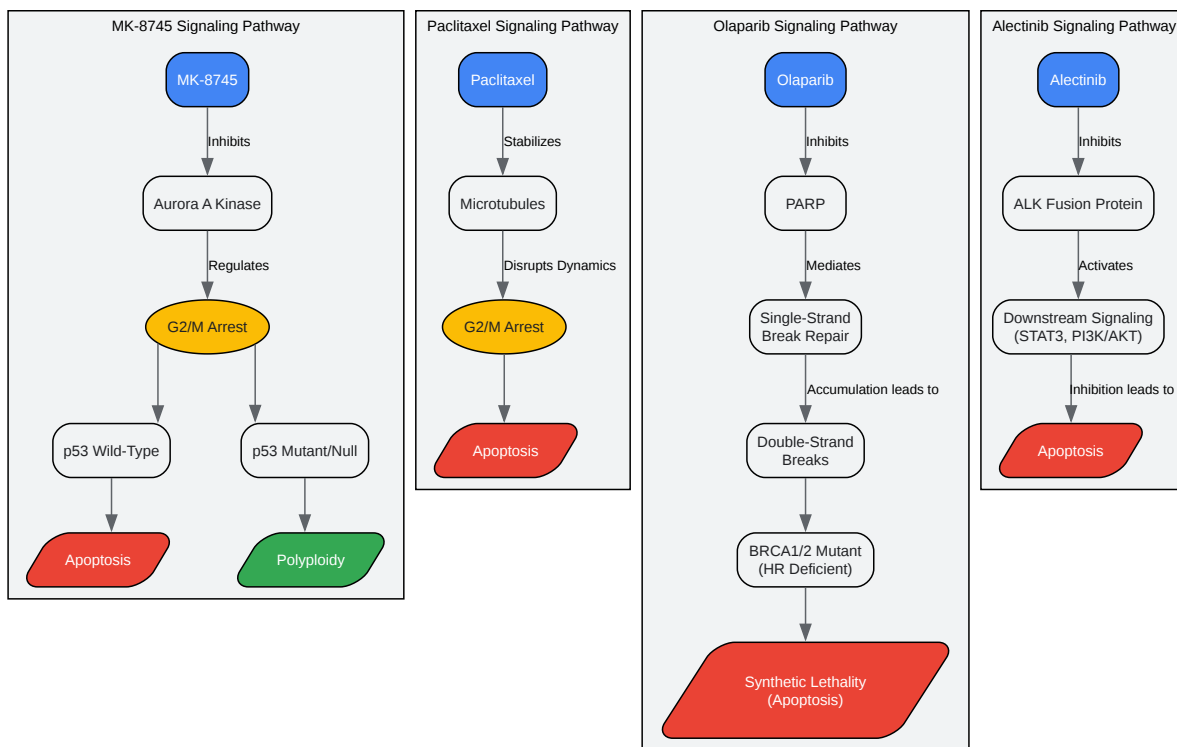 MK-8745 Signaling Pathway
MK-8745
Inhibits
Aurora A Kinase
Regulates
G2/M Arrest
p53 Wild-Type
p53 Mutant/Null
Apoptosis
Polyploidy
Paclitaxel Signaling Pathway
Paclitaxel
Stabilizes
Microtubules
Disrupts Dynamics
G2/M Arrest
Apoptosis
Olaparib Signaling Pathway
Olaparib
Inhibits
PARP
Mediates
Single-Strand
Break Repair
Accumulation leads to
Double-Strand
Breaks
BRCA1/2 Mutant
(HR Deficient)
Synthetic Lethality
(Apoptosis)
Alectinib Signaling Pathway
Alectinib
Inhibits
ALK Fusion Protein
Activates
Downstream Signaling
(STAT3, PI3K/AKT)
Inhibition leads to
Apoptosis